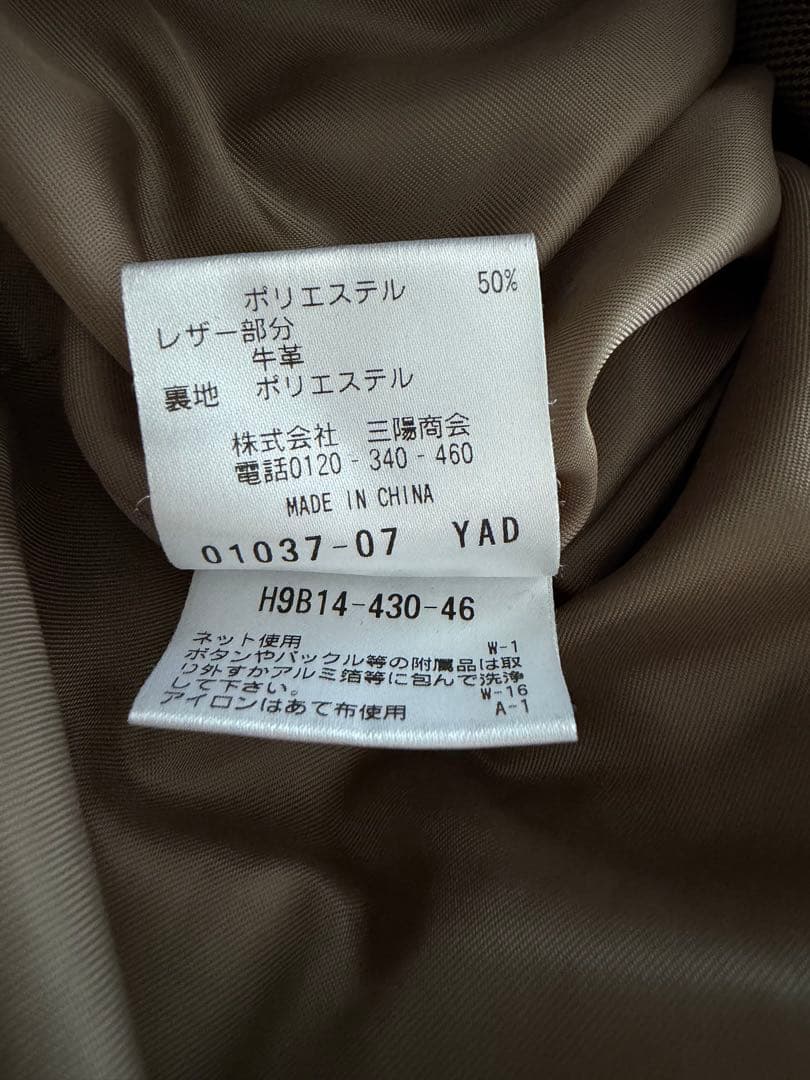 ポリエステル 50%
レザー部分
牛革
裏地 ポリエステル
株式会社 三陽商会
電話0120-340-460
MADE IN CHINA
01037-07 YAD
H9B14-430-46
ネット使用 W-1
ボタンやバックル等の附属品は取
り外すかアルミ箔等に包んで洗浄
して下さい。 W-16
アイロンはあて布使用 A-1